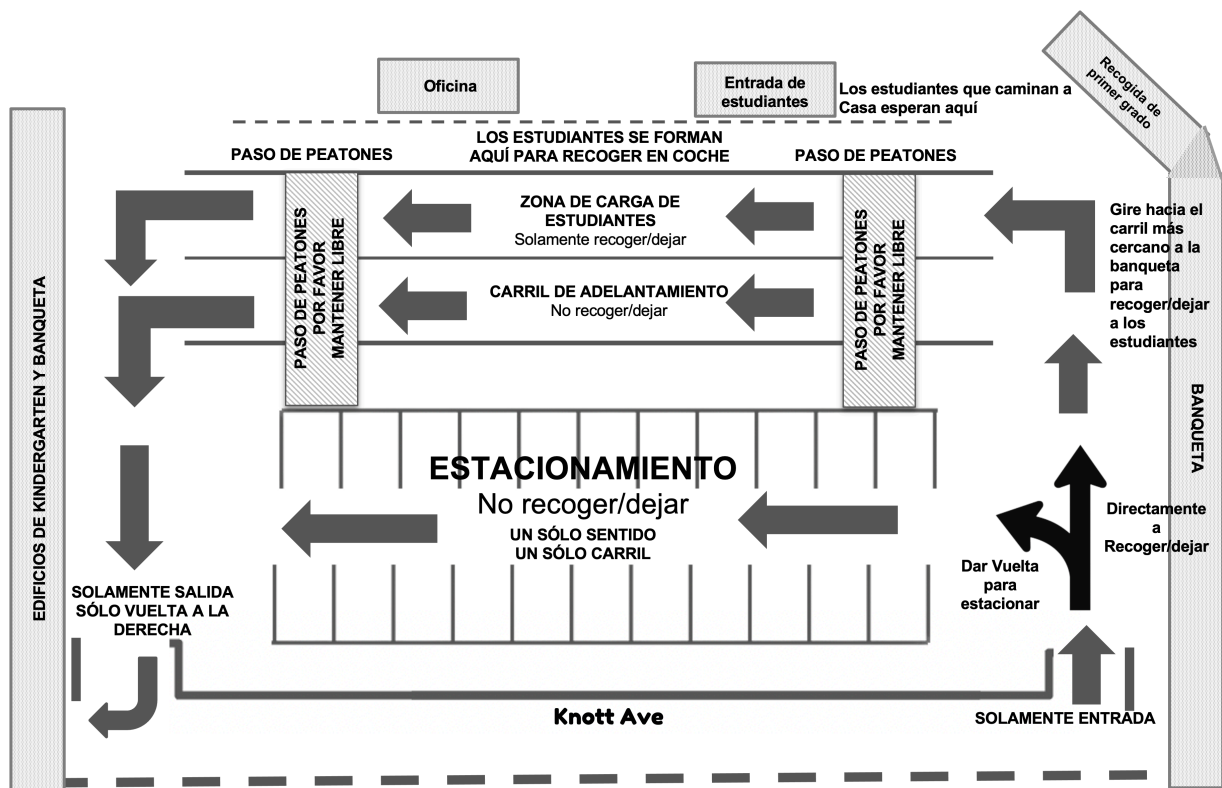 Oficina
Entrada de
estudiantes
Los estudiantes que caminan a
Casa esperan aquí
Recogida de
primer grado
LOS ESTUDIANTES SE FORMAN
AQUÍ PARA RECOGER EN COCHE
PASO DE PEATONES
PASO DE PEATONES
ZONA DE CARGA DE
ESTUDIANTES
Solamente recoger/dejar
CARRIL DE ADELANTAMIENTO
No recoger/dejar
PASO DE PEATONES
POR FAVOR
MANTENER LIBRE
PASO DE PEATONES
POR FAVOR
MANTENER LIBRE
Gire hacia el
carril más
cercano a la
banqueta
para
recoger/dejar
a los
estudiantes
EDIFICIOS DE KINDERGARTEN Y BANQUETA
BANQUETA
ESTACIONAMIENTO
No recoger/dejar
UN SÓLO SENTIDO
UN SÓLO CARRIL
Directamente
a
Recoger/dejar
Dar Vuelta
para
estacionar
SOLAMENTE SALIDA
SÓLO VUELTA A LA
DERECHA
Knott Ave
SOLAMENTE ENTRADA